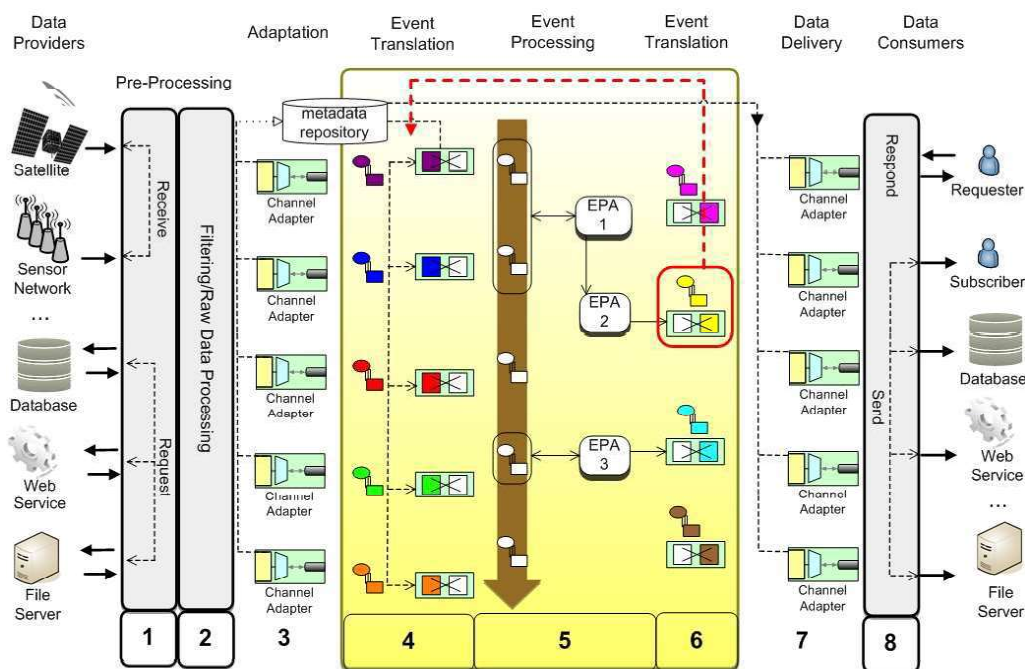 Data
Providers
Pre-Processing
Adaptation
Event
Translation
Event
Processing
Event
Translation
Data
Delivery
Data
Consumers
Satellite
Sensor
Network
...
Database
Web
Service
File
Server
Receive
Request
Filtering/Raw Data Processing
metadata
repository
Channel
Adapter
Channel
Adapter
Channel
Adapter
Channel
Adapter
Channel
Adapter
EPA
1
EPA
2
EPA
3
Channel
Adapter
Channel
Adapter
Channel
Adapter
Channel
Adapter
Channel
Adapter
Respond
Send
Requester
Subscriber
Database
Web
Service
...
File
Server
1
2
3
4
5
6
7
8